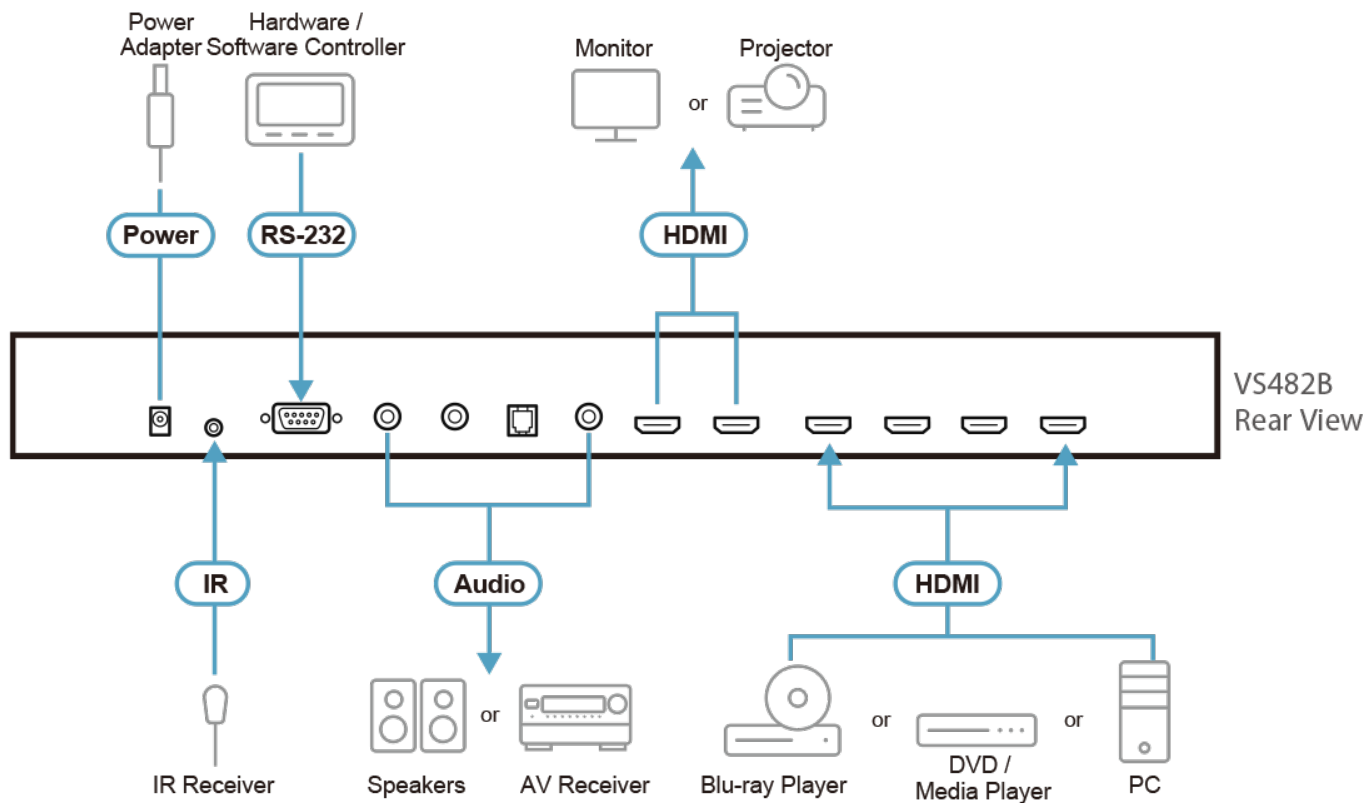 Power
Adapter
Hardware /
Software Controller
Monitor
or
Projector
Power
RS-232
HDMI
VS482B
Rear View
IR
Audio
HDMI
IR Receiver
Speakers
or
AV Receiver
Blu-ray Player
or
DVD /
Media Player
or
PC